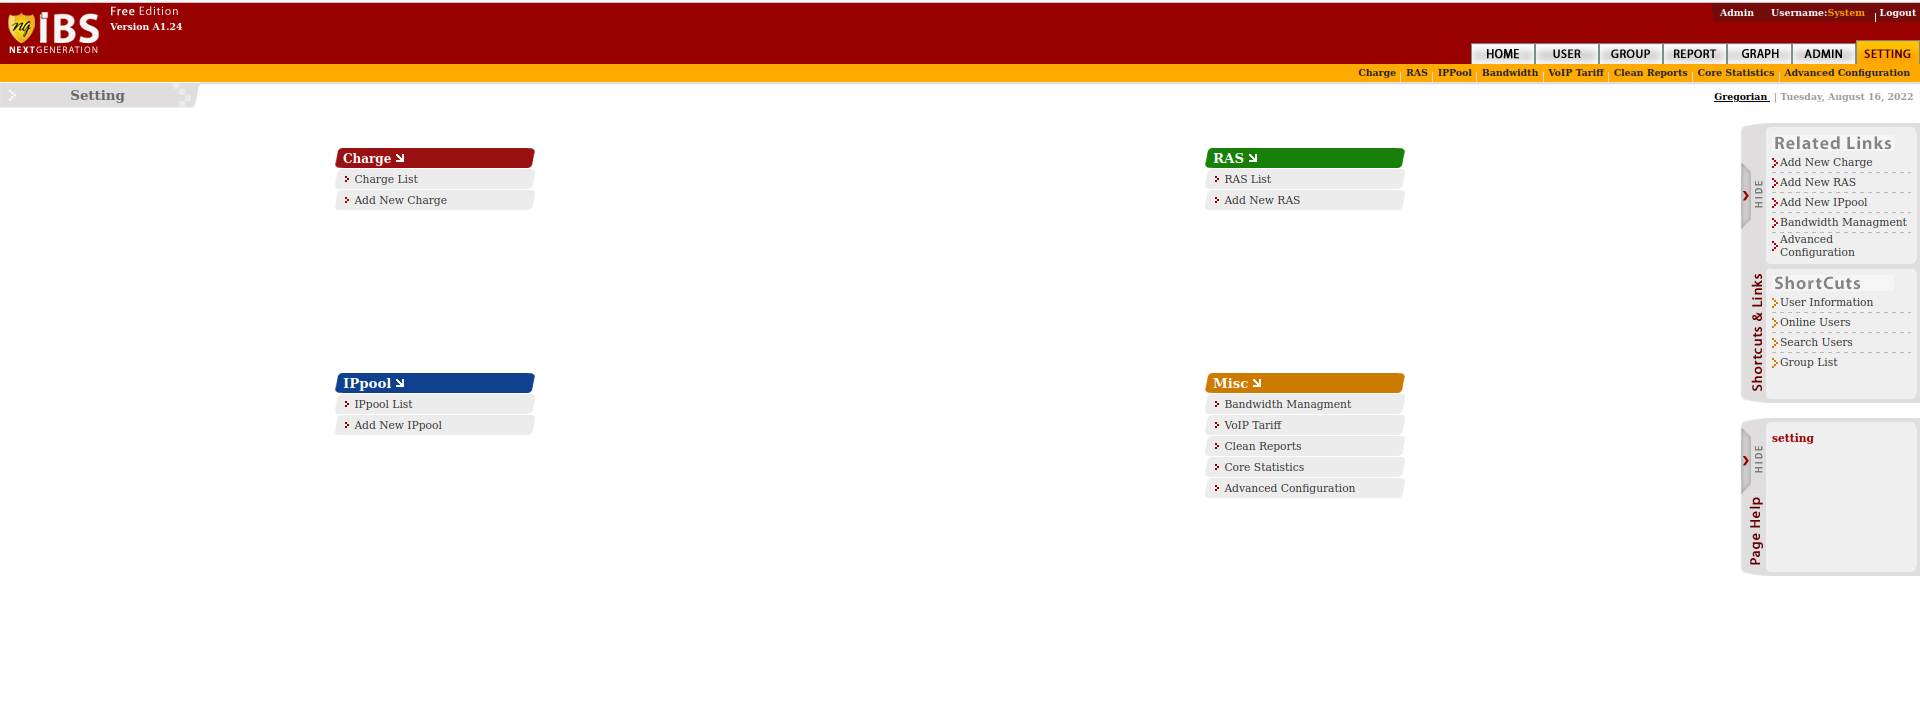 ng iBS
NEXTGENERATION
Free Edition
Version A1.24
Admin Username:System | Logout
HOME USER GROUP REPORT GRAPH ADMIN SETTING
Charge | RAS | IPPool | Bandwidth | VoIP Tariff | Clean Reports | Core Statistics | Advanced Configuration
Setting
Gregorian | Tuesday, August 16, 2022
Charge
Charge List
Add New Charge
RAS
RAS List
Add New RAS
IPpool
IPpool List
Add New IPpool
Misc
Bandwidth Managment
VoIP Tariff
Clean Reports
Core Statistics
Advanced Configuration
HIDE
Shortcuts & Links
Related Links
Add New Charge
Add New RAS
Add New IPpool
Bandwidth Managment
Advanced
Configuration
ShortCuts
User Information
Online Users
Search Users
Group List
HIDE
Page Help
setting